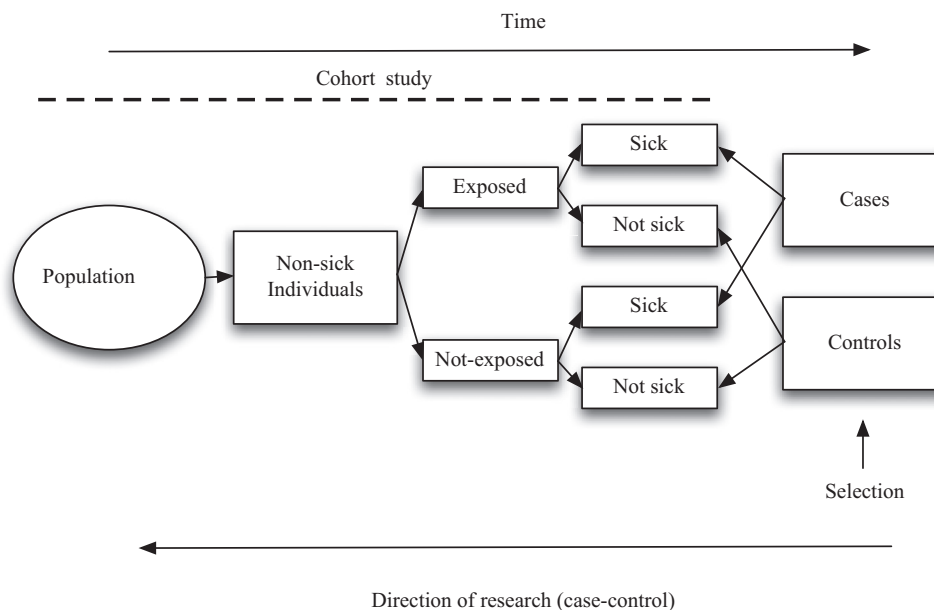 Time
Cohort study
Sick
Exposed
Cases
Not sick
Population
Non-sick
Individuals
Sick
Controls
Not-exposed
Not sick
Selection
Direction of research (case-control)